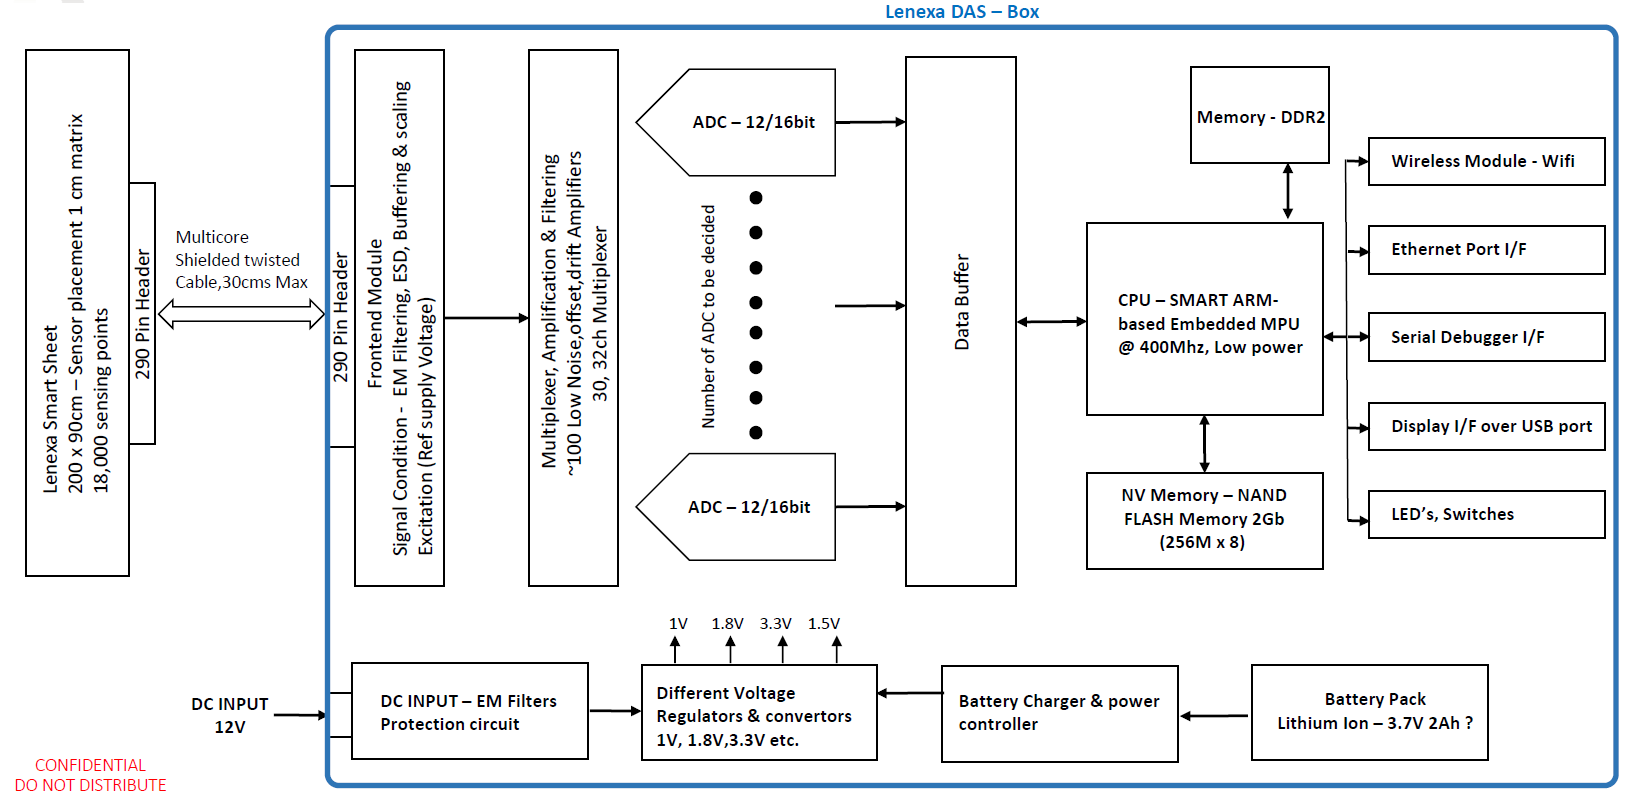 Lenexa DAS – Box
Lenexa Smart Sheet
200 x 90cm – Sensor placement 1 cm matrix
18,000 sensing points
290 Pin Header
Multicore
Shielded twisted
Cable,30cms Max
290 Pin Header
Frontend Module
Signal Condition - EM Filtering, ESD, Buffering & scaling
Excitation (Ref supply Voltage)
Multiplexer, Amplification & Filtering
~100 Low Noise,offset,drift Amplifiers
30, 32ch Multiplexer
ADC – 12/16bit
Number of ADC to be decided
ADC – 12/16bit
Data Buffer
Memory - DDR2
CPU – SMART ARM-
based Embedded MPU
@ 400Mhz, Low power
NV Memory – NAND
FLASH Memory 2Gb
(256M x 8)
Wireless Module - Wifi
Ethernet Port I/F
Serial Debugger I/F
Display I/F over USB port
LED’s, Switches
DC INPUT
12V
DC INPUT – EM Filters
Protection circuit
1V 1.8V 3.3V 1.5V
Different Voltage
Regulators & convertors
1V, 1.8V,3.3V etc.
Battery Charger & power
controller
Battery Pack
Lithium Ion – 3.7V 2Ah ?
CONFIDENTIAL
DO NOT DISTRIBUTE